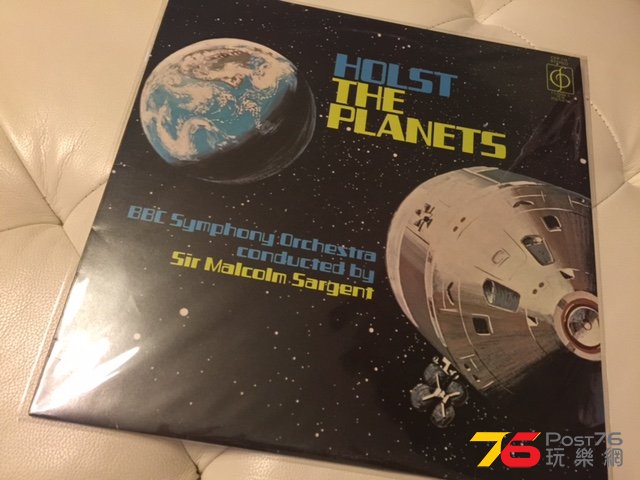 HOLST
THE
PLANETS
BBC Symphony Orchestra
conducted by
Sir Malcolm Sargent
76 Post76
玩樂網